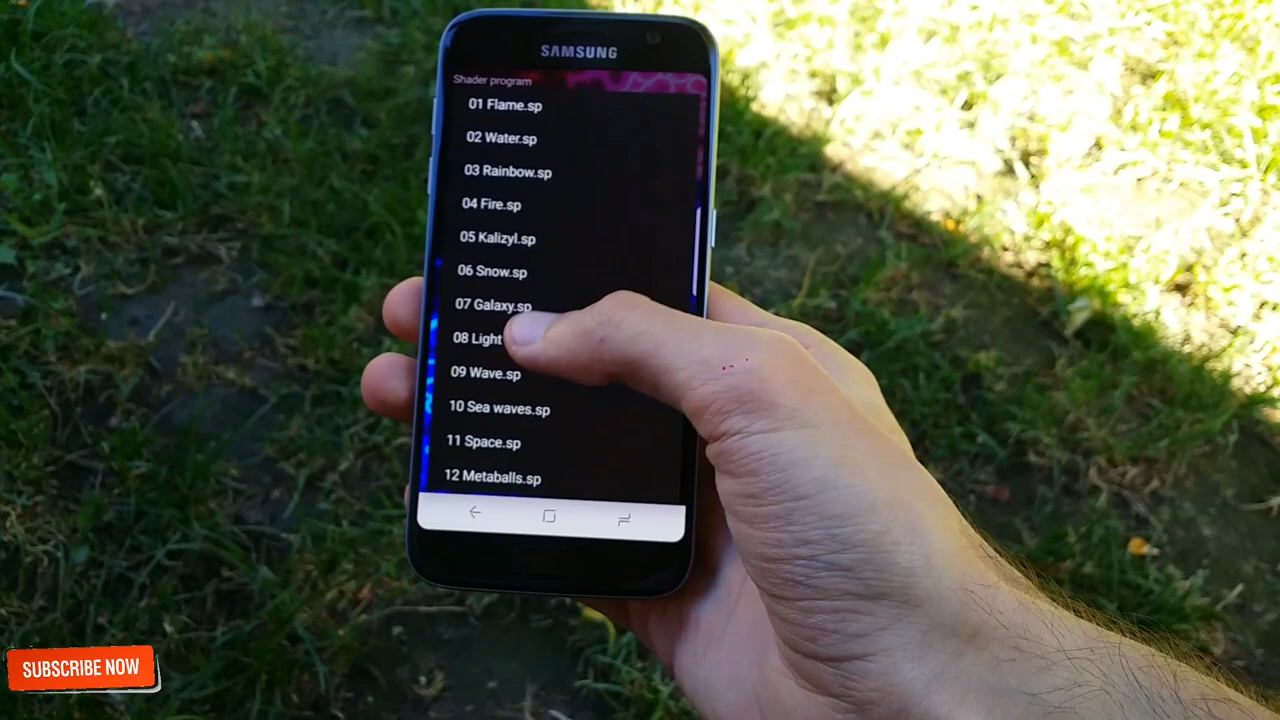 SAMSUNG
Shader program
01 Flame.sp
02 Water.sp
03 Rainbow.sp
04 Fire.sp
05 Kalizyl.sp
06 Snow.sp
07 Galaxy.sp
08 Light
09 Wave.sp
10 Sea waves.sp
11 Space.sp
12 Metaballs.sp
SUBSCRIBE NOW